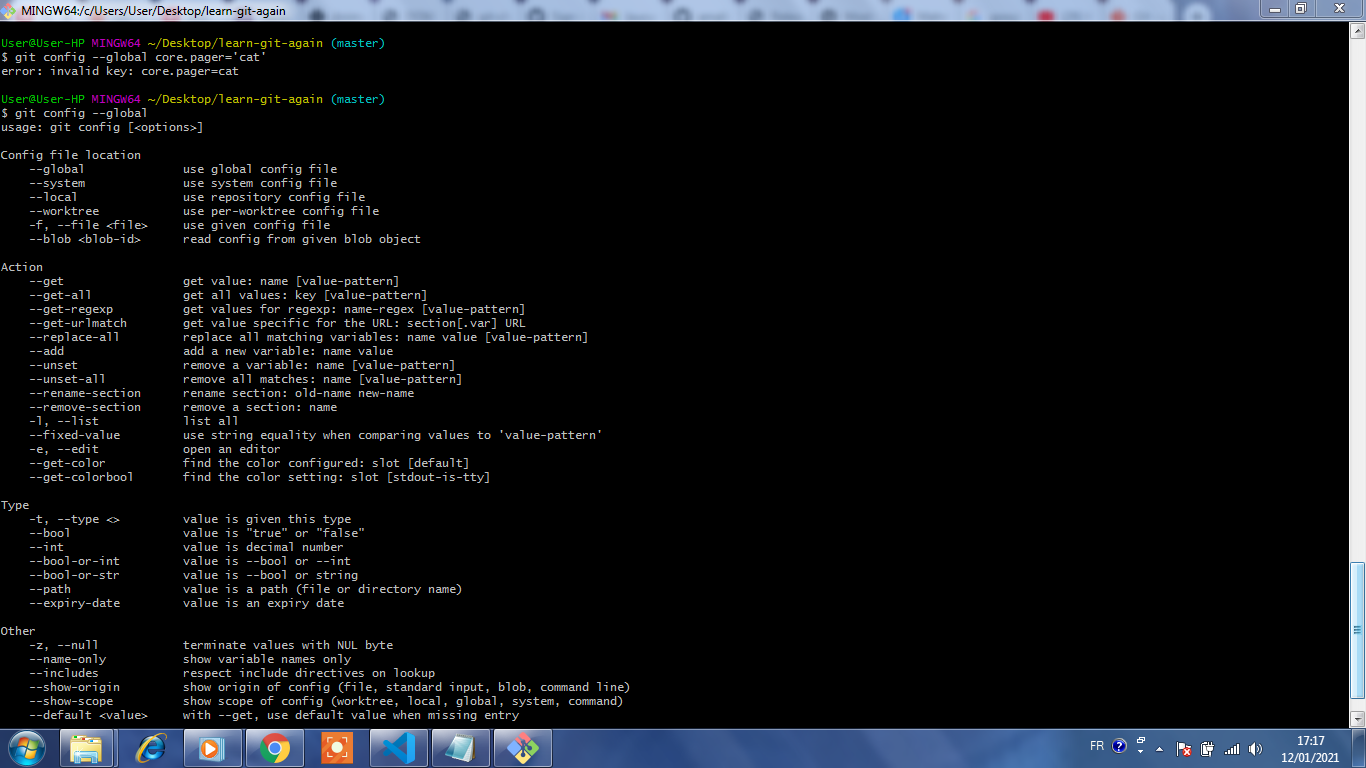 MINGW64:/c/Users/User/Desktop/learn-git-again
User@User-HP MINGW64 ~/Desktop/learn-git-again (master)
$ git config --global core.pager='cat'
error: invalid key: core.pager=cat
User@User-HP MINGW64 ~/Desktop/learn-git-again (master)
$ git config --global
usage: git config [<options>]
Config file location
--global use global config file
--system use system config file
--local use repository config file
--worktree use per-worktree config file
-f, --file <file> use given config file
--blob <blob-id> read config from given blob object
Action
--get get value: name [value-pattern]
--get-all get all values: key [value-pattern]
--get-regexp get values for regexp: name-regex [value-pattern]
--get-urlmatch get value specific for the URL: section[.var] URL
--replace-all replace all matching variables: name value [value-pattern]
--add add a new variable: name value
--unset remove a variable: name [value-pattern]
--unset-all remove all matches: name [value-pattern]
--rename-section rename section: old-name new-name
--remove-section remove a section: name
-l, --list list all
--fixed-value use string equality when comparing values to 'value-pattern'
-e, --edit open an editor
--get-color find the color configured: slot [default]
--get-colorbool find the color setting: slot [stdout-is-tty]
Type
-t, --type <> value is given this type
--bool value is "true" or "false"
--int value is decimal number
--bool-or-int value is --bool or --int
--bool-or-str value is --bool or string
--path value is a path (file or directory name)
--expiry-date value is an expiry date
Other
-z, --null terminate values with NUL byte
--name-only show variable names only
--includes respect include directives on lookup
--show-origin show origin of config (file, standard input, blob, command line)
--show-scope show scope of config (worktree, local, global, system, command)
--default <value> with --get, use default value when missing entry
FR
17:17
12/01/2021